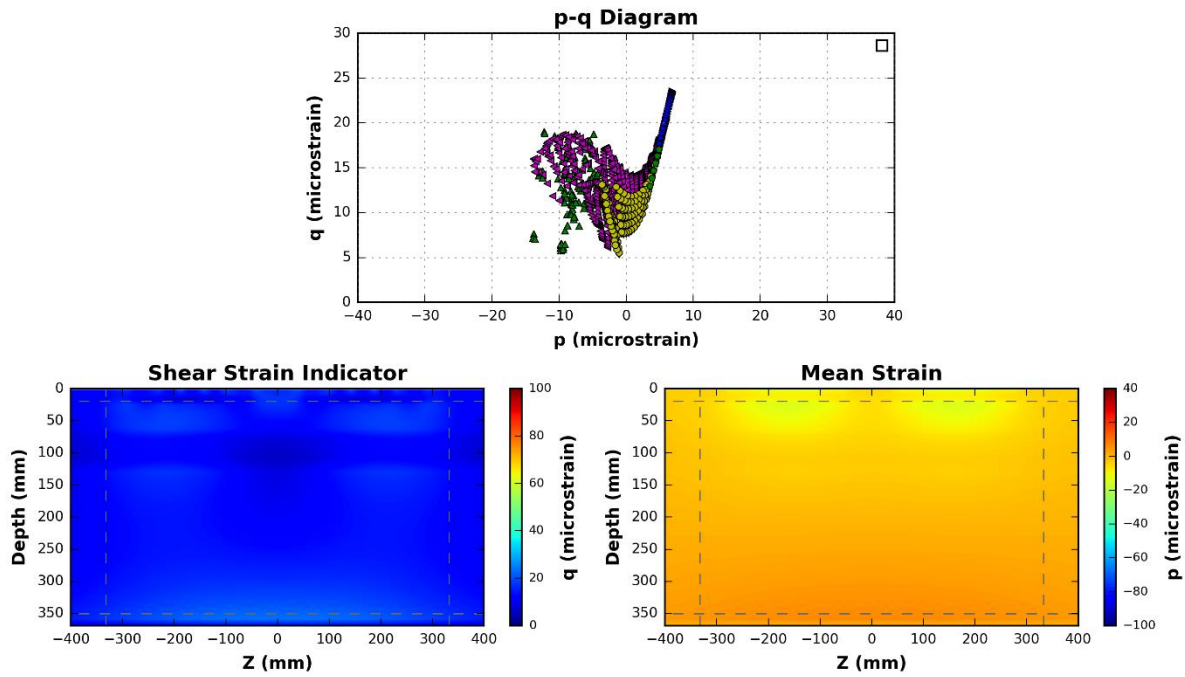 p-q Diagram
30
25
20
15
10
5
0
q (microstrain)
−40 −30 −20 −10 0 10 20 30 40
p (microstrain)
Shear Strain Indicator
0
50
100
150
200
250
300
350
Depth (mm)
−400 −300 −200 −100 0 100 200 300 400
Z (mm)
100
80
60
40
20
0
q (microstrain)
Mean Strain
0
50
100
150
200
250
300
350
Depth (mm)
−400 −300 −200 −100 0 100 200 300 400
Z (mm)
40
20
0
−20
−40
−60
−80
−100
p (microstrain)